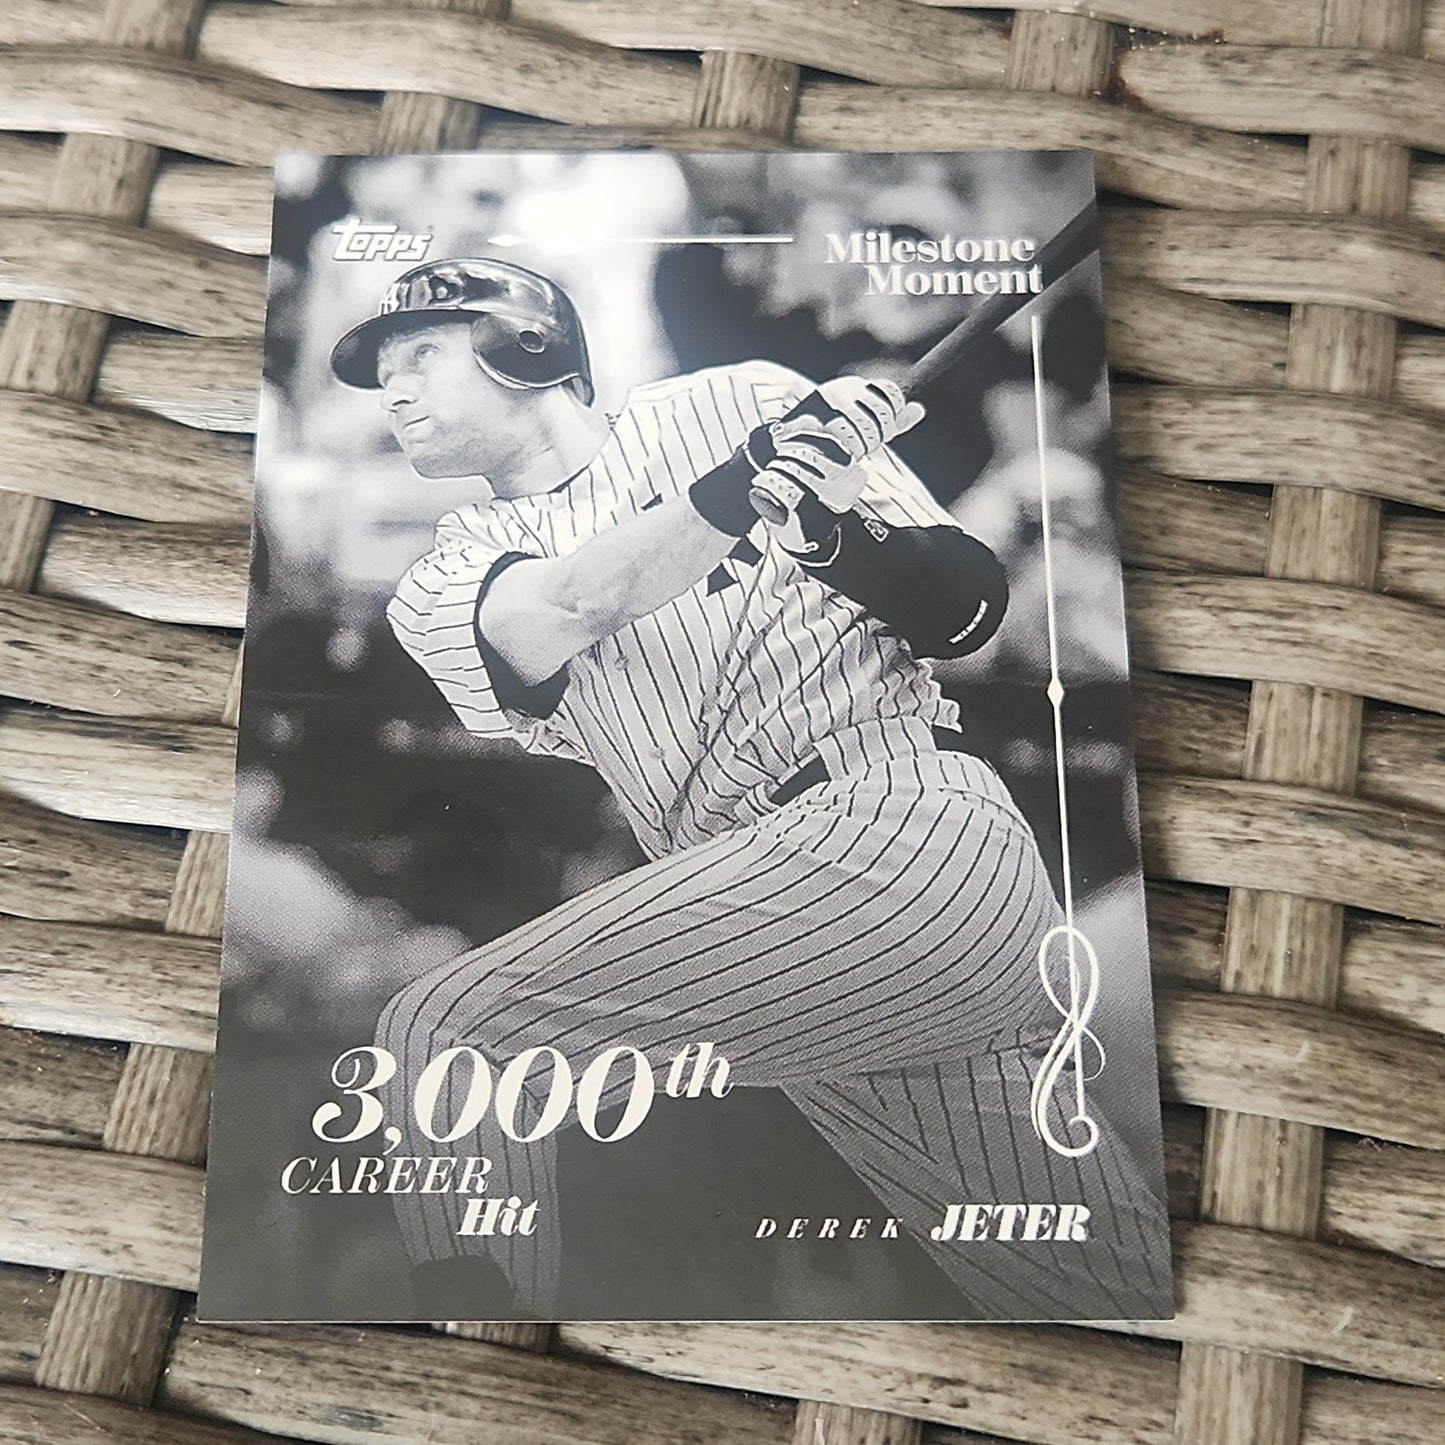 Topps
Milestone
Moment
3,000th
CAREER
Hit
DEREK JETER